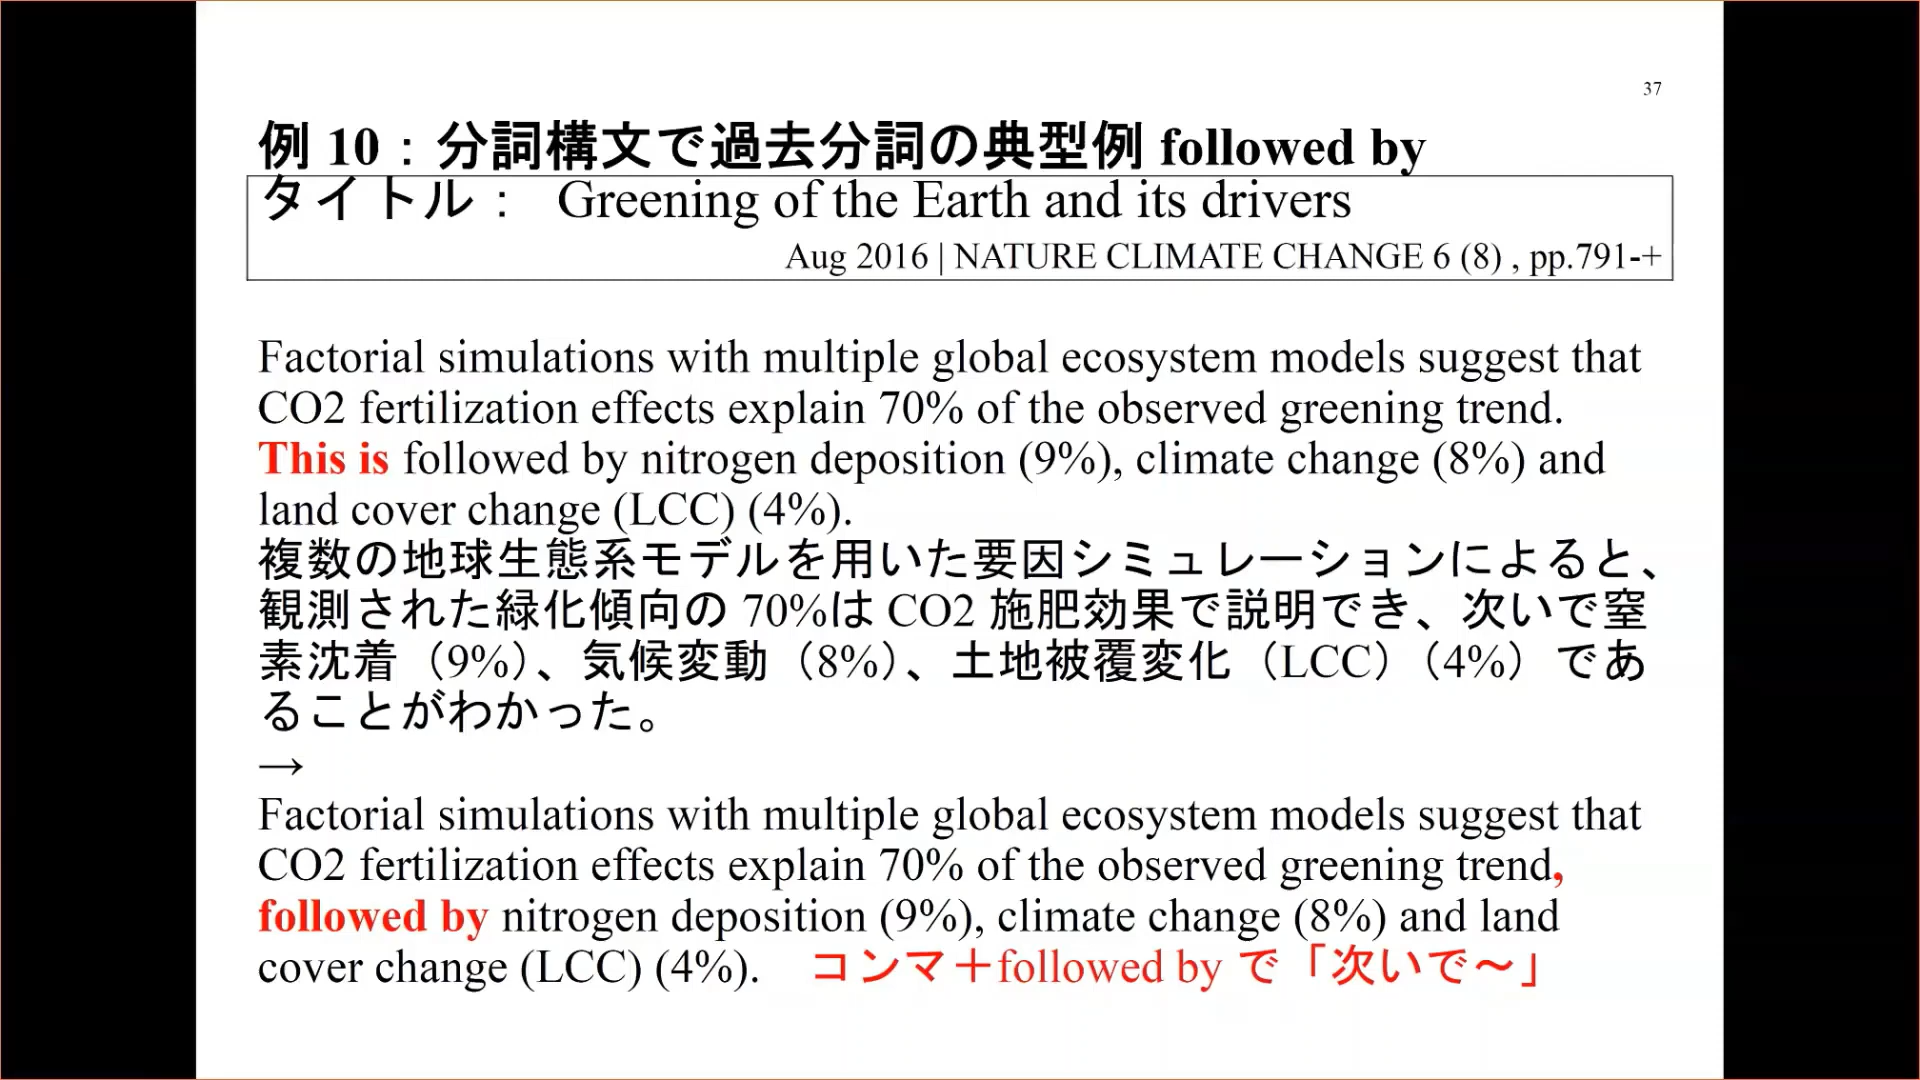 37
例 10：分詞構文で過去分詞の典型例 followed by
タイトル： Greening of the Earth and its drivers
Aug 2016 | NATURE CLIMATE CHANGE 6 (8) , pp.791-+
Factorial simulations with multiple global ecosystem models suggest that
CO2 fertilization effects explain 70% of the observed greening trend.
This is followed by nitrogen deposition (9%), climate change (8%) and
land cover change (LCC) (4%).
複数の地球生態系モデルを用いた要因シミュレーションによると、
観測された緑化傾向の 70%は CO2 施肥効果で説明でき、次いで窒
素沈着（9%）、気候変動（8%）、土地被覆変化（LCC）（4%）であ
ることがわかった。
→
Factorial simulations with multiple global ecosystem models suggest that
CO2 fertilization effects explain 70% of the observed greening trend,
followed by nitrogen deposition (9%), climate change (8%) and land
cover change (LCC) (4%). コンマ＋followed by で「次いで～」